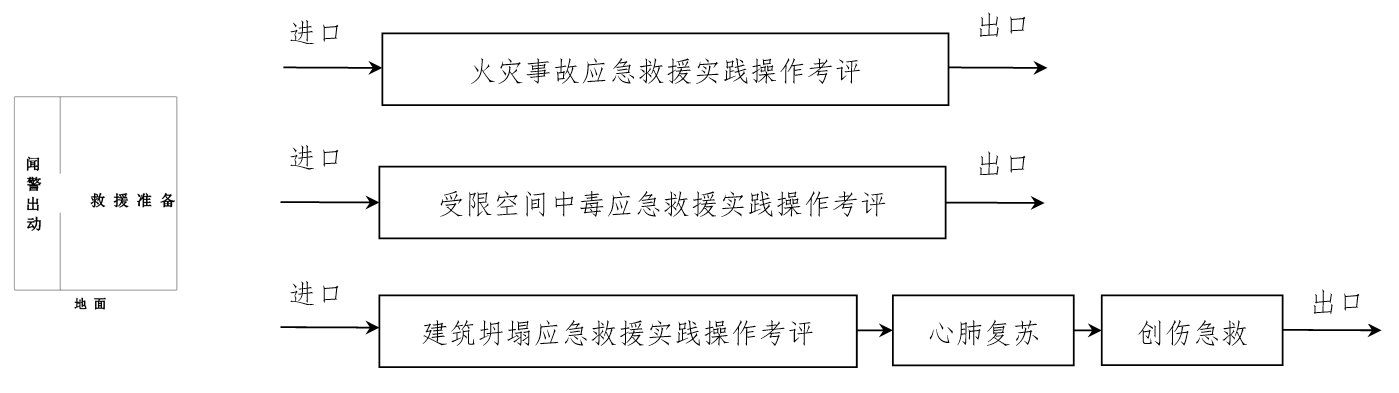 闻警出动
救援准备
地面
进口
火灾事故应急救援实践操作考评
出口
进口
受限空间中毒应急救援实践操作考评
出口
进口
建筑坍塌应急救援实践操作考评
心肺复苏
创伤急救
出口